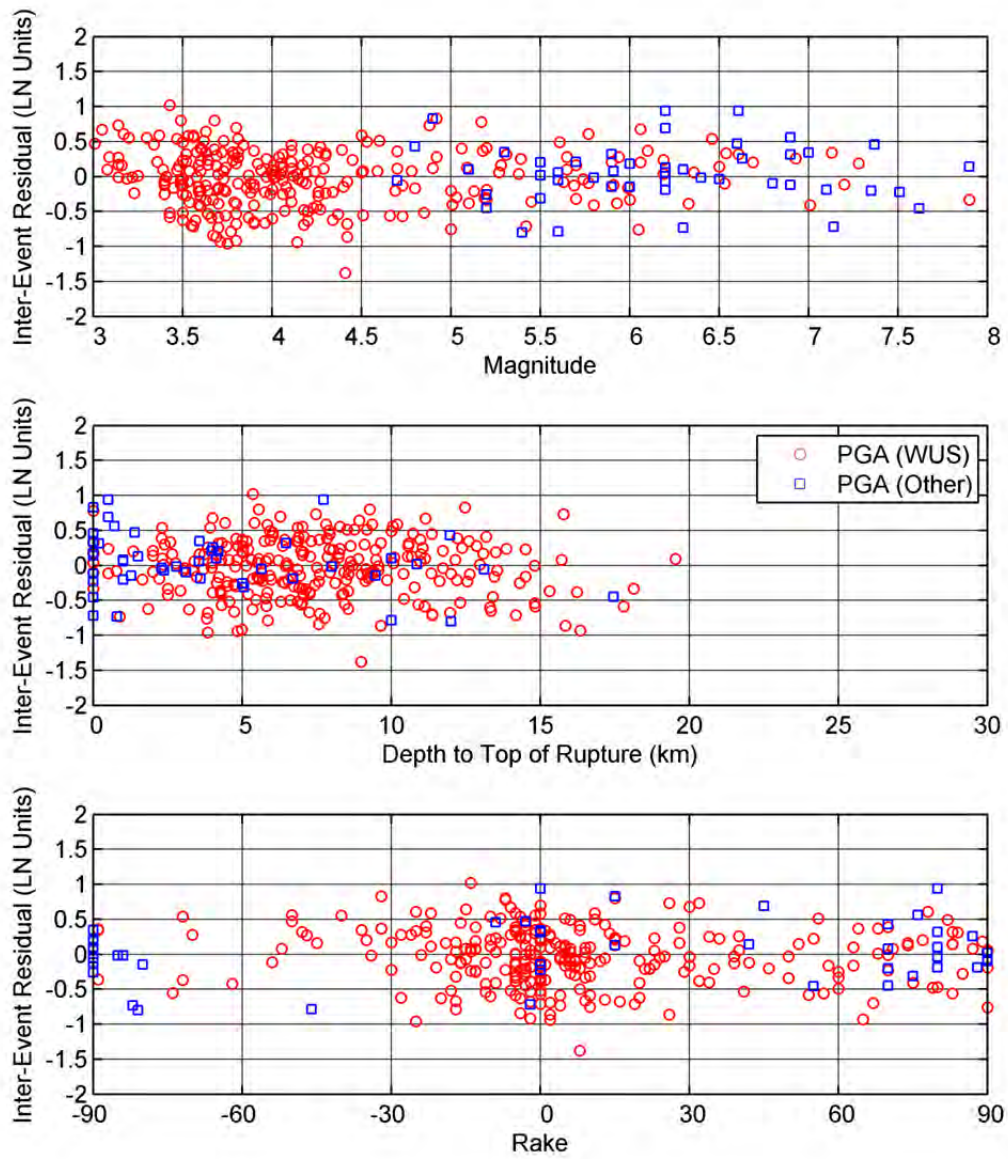 Inter-Event Residual (LN Units)
2
1.5
1
0.5
0
-0.5
-1
-1.5
-2
3 3.5 4 4.5 5 5.5 6 6.5 7 7.5 8
Magnitude
Inter-Event Residual (LN Units)
2
1.5
1
0.5
0
-0.5
-1
-1.5
-2
PGA (WUS)
PGA (Other)
0 5 10 15 20 25 30
Depth to Top of Rupture (km)
Inter-Event Residual (LN Units)
2
1.5
1
0.5
0
-0.5
-1
-1.5
-2
-90 -60 -30 0 30 60 90
Rake